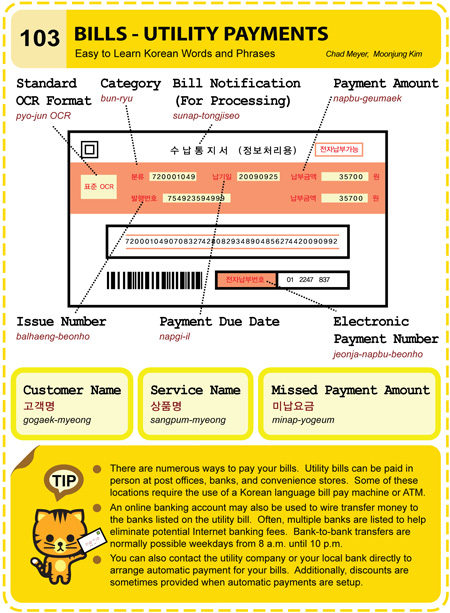 103
BILLS - UTILITY PAYMENTS
Easy to Learn Korean Words and Phrases
Chad Meyer, Moonjung Kim
Standard
OCR Format
pyo-jun OCR
Category
bun-ryu
Bill Notification
(For Processing)
sunap-tongjiseo
Payment Amount
napbu-geumaek
수납통지서 (정보처리용)
전자납부가능
표준 OCR
분류 720001049 납기일 20090925 납부금액 35700 원
발행번호 754923594999 납부금액 35700 원
전자납부번호 01 2247 837
Issue Number
balhaeng-beonho
Payment Due Date
napgi-il
Electronic
Payment Number
jeonja-napbu-beonho
Customer Name
고객명
gogaek-myeong
Service Name
상품명
sangpum-myeong
Missed Payment Amount
미납요금
minap-yogeum
TIP
There are numerous ways to pay your bills. Utility bills can be paid in
person at post offices, banks, and convenience stores. Some of these
locations require the use of a Korean language bill pay machine or ATM.
An online banking account may also be used to wire transfer money to
the banks listed on the utility bill. Often, multiple banks are listed to help
eliminate potential Internet banking fees. Bank-to-bank transfers are
normally possible weekdays from 8 a.m. until 10 p.m.
You can also contact the utility company or your local bank directly to
arrange automatic payment for your bills. Additionally, discounts are
sometimes provided when automatic payments are setup.